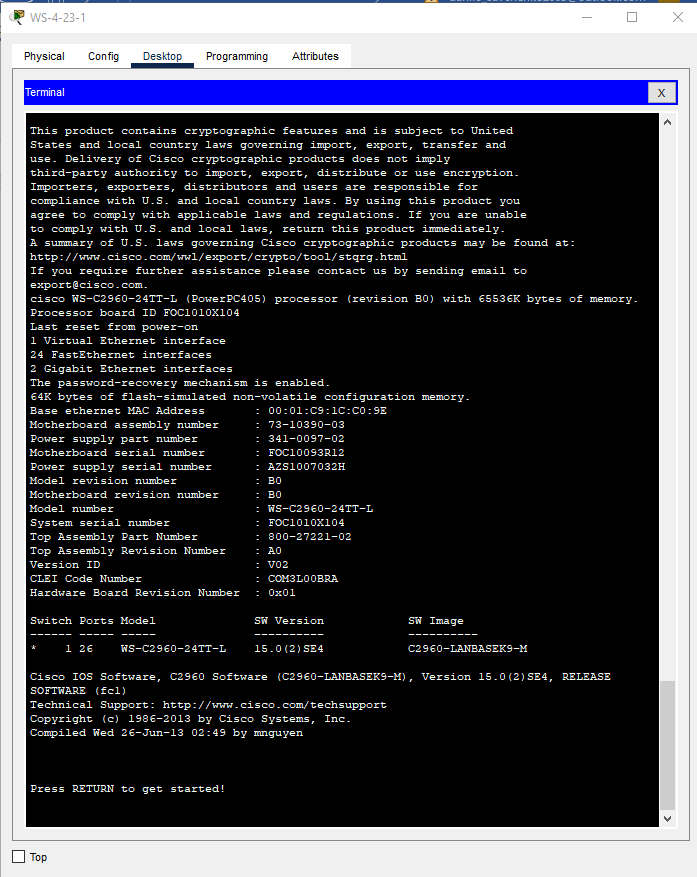 WS-4-23-1
Physical Config Desktop Programming Attributes
Terminal X
This product contains cryptographic features and is subject to United
States and local country laws governing import, export, transfer and
use. Delivery of Cisco cryptographic products does not imply
third-party authority to import, export, distribute or use encryption.
Importers, exporters, distributors and users are responsible for
compliance with U.S. and local country laws. By using this product you
agree to comply with applicable laws and regulations. If you are unable
to comply with U.S. and local laws, return this product immediately.
A summary of U.S. laws governing Cisco cryptographic products may be found at:
http://www.cisco.com/wwl/export/crypto/tool/stqrg.html
If you require further assistance please contact us by sending email to
export@cisco.com.
cisco WS-C2960-24TT-L (PowerPC405) processor (revision B0) with 65536K bytes of memory.
Processor board ID FOC1010X104
Last reset from power-on
1 Virtual Ethernet interface
24 FastEthernet interfaces
2 Gigabit Ethernet interfaces
The password-recovery mechanism is enabled.
64K bytes of flash-simulated non-volatile configuration memory.
Base ethernet MAC Address : 00:01:C9:1C:C0:9E
Motherboard assembly number : 73-10390-03
Power supply part number : 341-0097-02
Motherboard serial number : FOC10093R12
Power supply serial number : AZS1007032H
Model revision number : B0
Motherboard revision number : B0
Model number : WS-C2960-24TT-L
System serial number : FOC1010X104
Top Assembly Part Number : 800-27221-02
Top Assembly Revision Number : A0
Version ID : V02
CLEI Code Number : COM3L00BRA
Hardware Board Revision Number : 0x01
Switch Ports Model SW Version SW Image
------ ----- ----- ---------- ----------
* 1 26 WS-C2960-24TT-L 15.0(2)SE4 C2960-LANBASEK9-M
Cisco IOS Software, C2960 Software (C2960-LANBASEK9-M), Version 15.0(2)SE4, RELEASE
SOFTWARE (fc1)
Technical Support: http://www.cisco.com/techsupport
Copyright (c) 1986-2013 by Cisco Systems, Inc.
Compiled Wed 26-Jun-13 02:49 by mnguyen
Press RETURN to get started!
Top